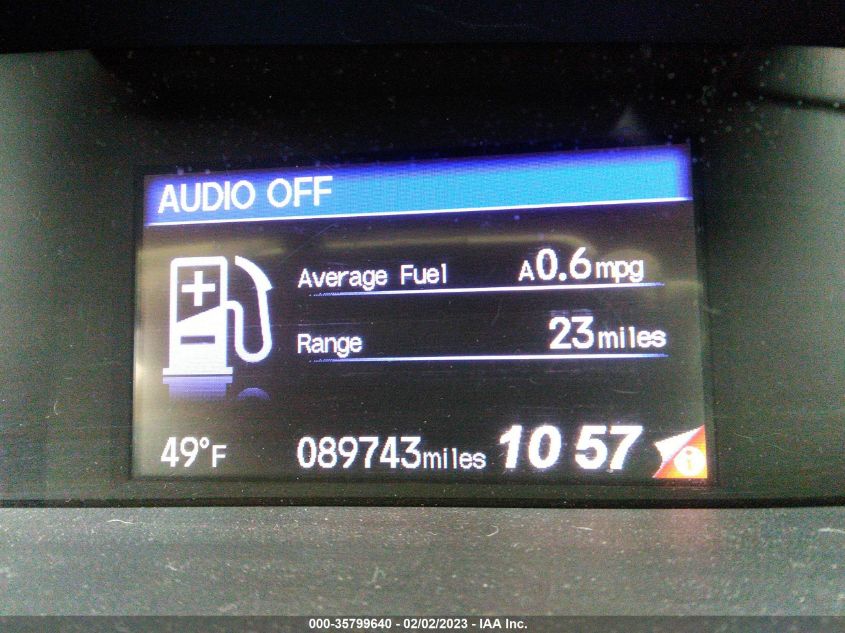 AUDIO OFF
Average Fuel A0.6mpg
Range 23miles
49°F 089743miles 10 57 i
000-35799640 - 02/02/2023 - IAA Inc.